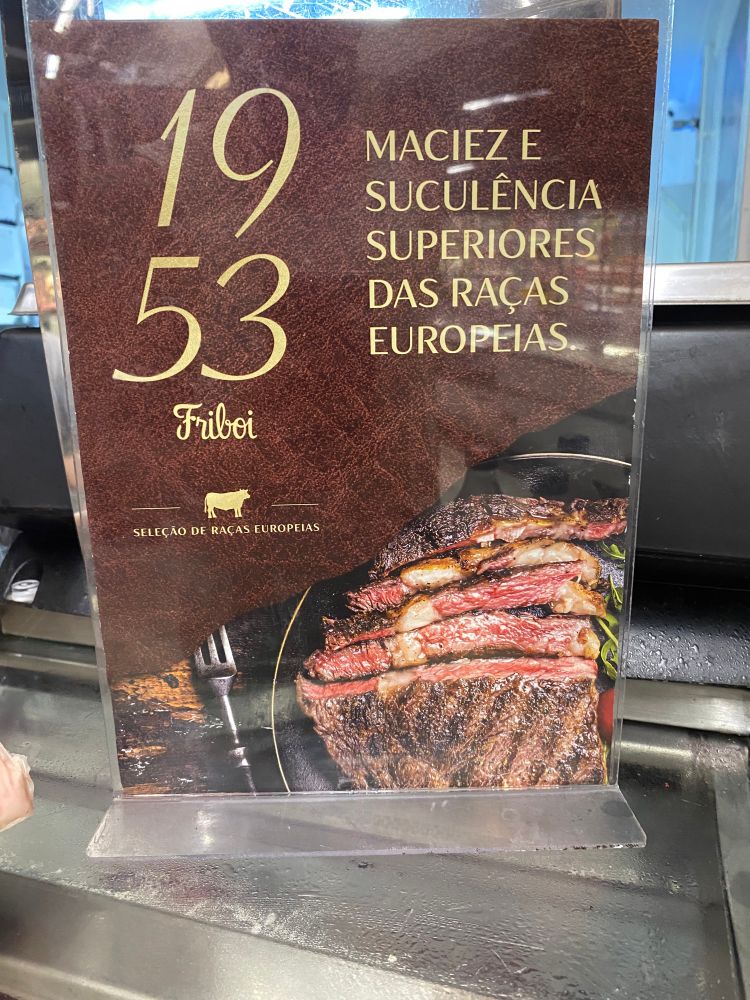 19
53
Friboi
SELEÇÃO DE RAÇAS EUROPEIAS
MACIEZ E
SUCULÊNCIA
SUPERIORES
DAS RAÇAS
EUROPEIAS.